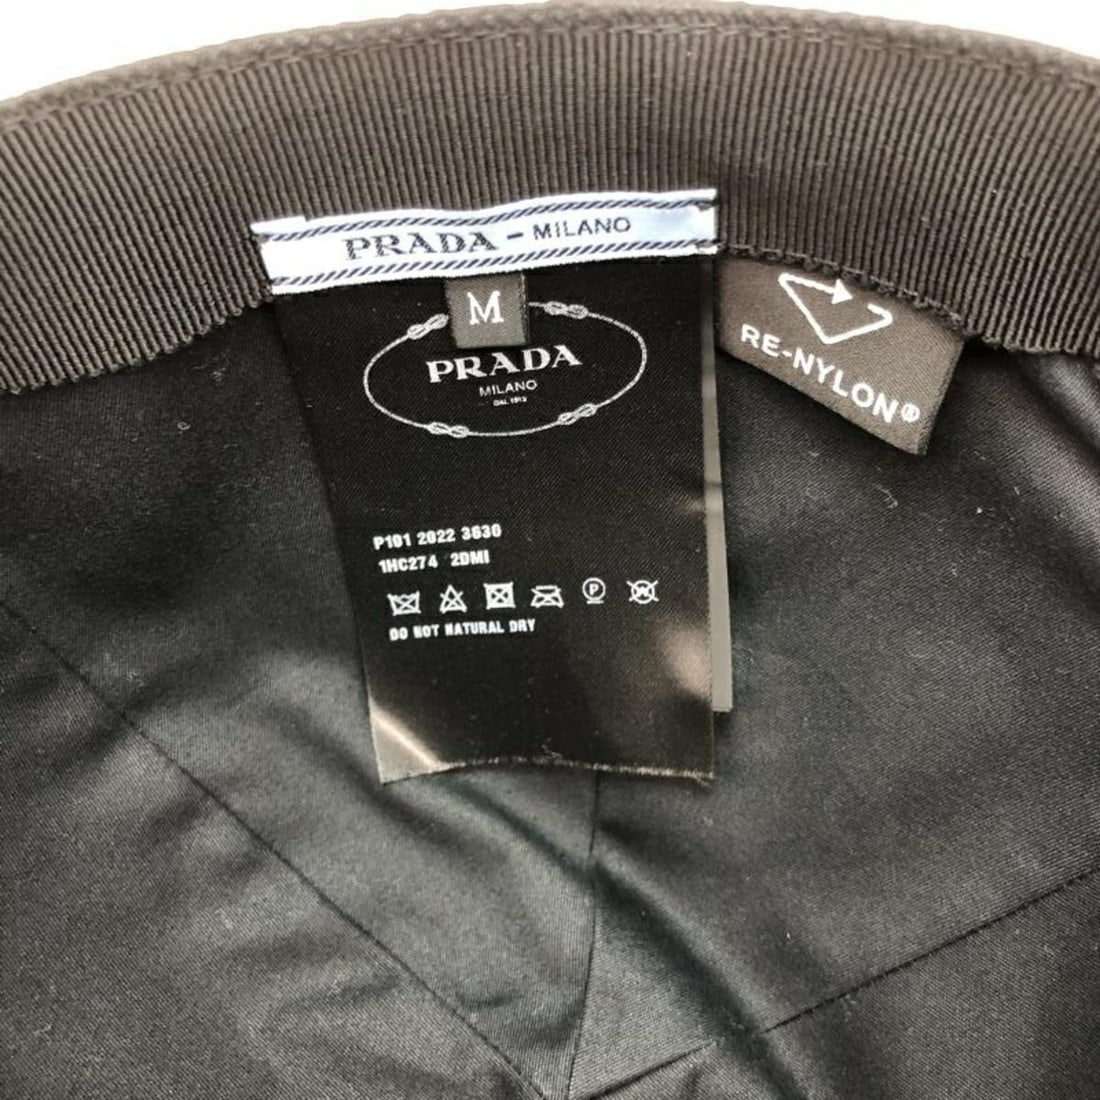 PRADA - MILANO
M
PRADA
MILANO
DAL 1913
RE-NYLON®
P101 2022 3630
1HC274 2DMI
P
W
DO NOT NATURAL DRY